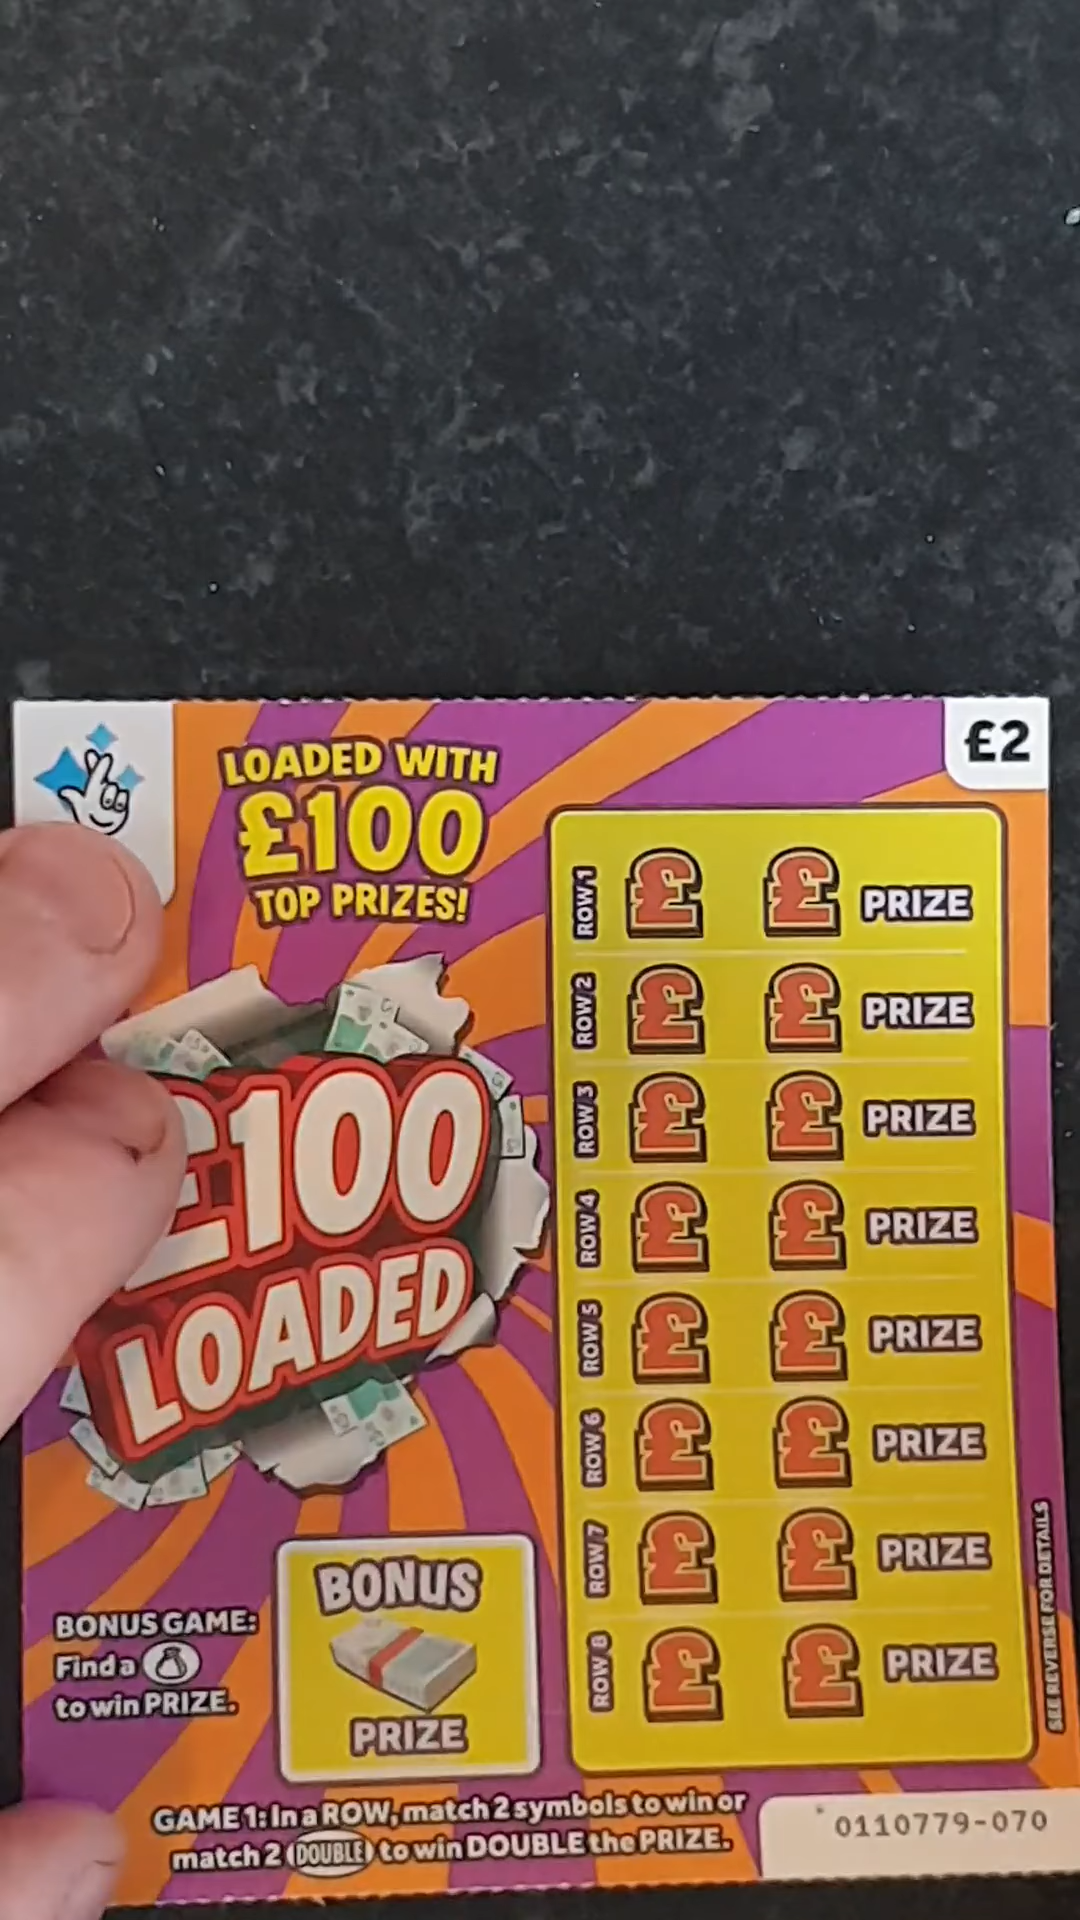 £2
LOADED WITH
£100
TOP PRIZES!
£100
LOADED
ROW 1 £ £ PRIZE
ROW 2 £ £ PRIZE
ROW 3 £ £ PRIZE
ROW 4 £ £ PRIZE
ROW 5 £ £ PRIZE
ROW 6 £ £ PRIZE
ROW 7 £ £ PRIZE
ROW 8 £ £ PRIZE
SEE REVERSE FOR DETAILS
BONUS GAME:
Find a
to win PRIZE.
BONUS
PRIZE
GAME 1: In a ROW, match 2 symbols to win or
match 2 DOUBLE to win DOUBLE the PRIZE.
0110779-070